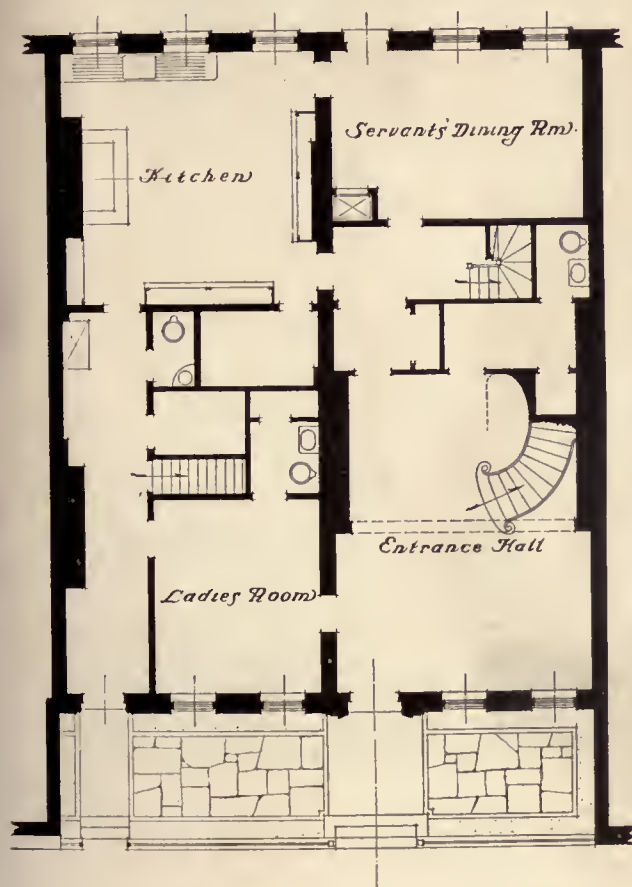 Servants' Dining Rm.
Kitchen
Entrance Hall
Ladies Room